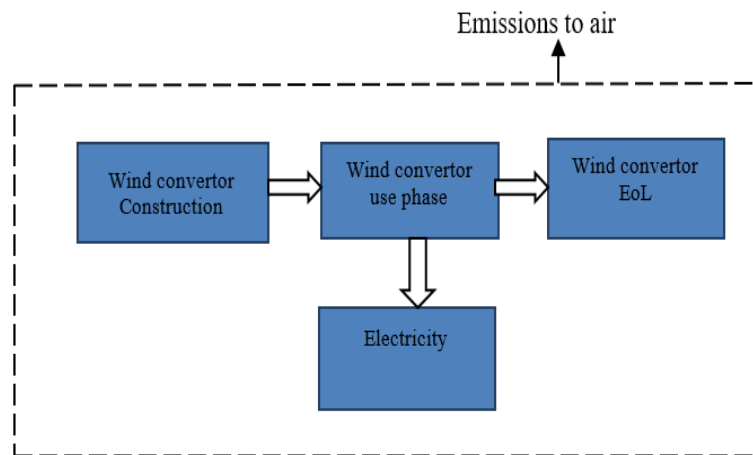 Emissions to air
Wind convertor
Construction
Wind convertor
use phase
Wind convertor
EoL
Electricity